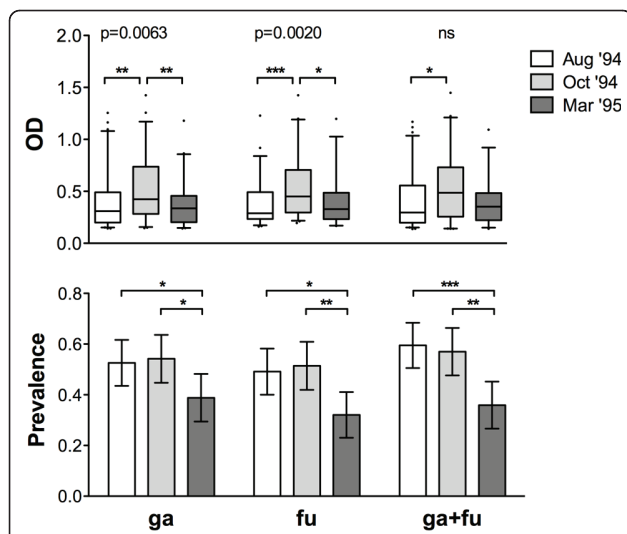 p=0.0063 p=0.0020 ns
2.0
1.5
1.0
0.5
0.0
OD
** ** *** * *
Aug '94
Oct '94
Mar '95
0.8
0.6
0.4
0.2
0.0
Prevalence
* * ***
* ** **
ga fu ga+fu